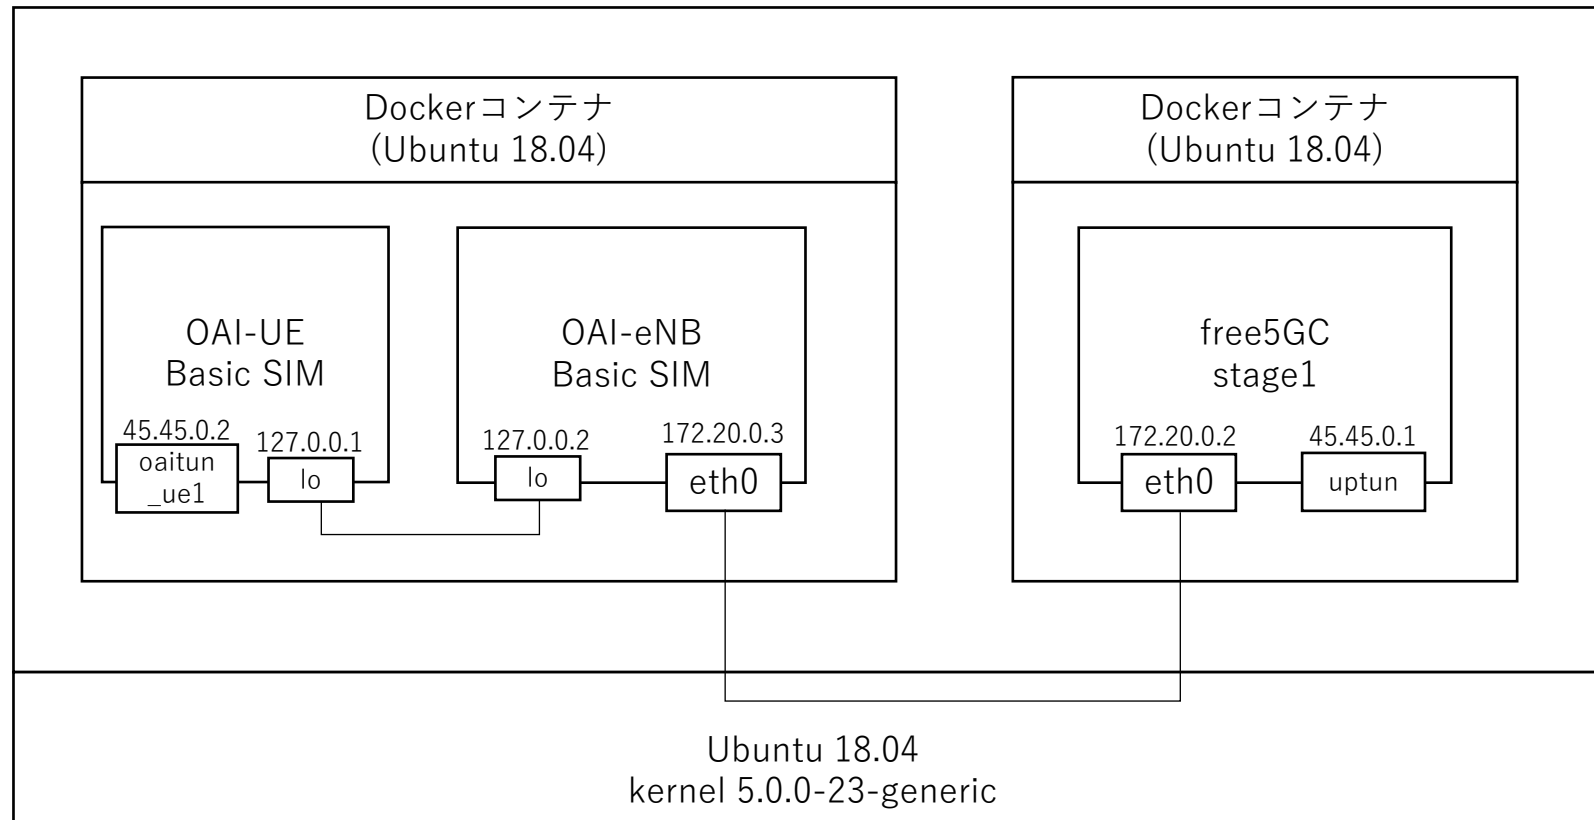 Dockerコンテナ
(Ubuntu 18.04)
Dockerコンテナ
(Ubuntu 18.04)
OAI-UE
Basic SIM
45.45.0.2
oaitun
_ue1
127.0.0.1
lo
OAI-eNB
Basic SIM
127.0.0.2
lo
172.20.0.3
eth0
free5GC
stage1
172.20.0.2
eth0
45.45.0.1
uptun
Ubuntu 18.04
kernel 5.0.0-23-generic